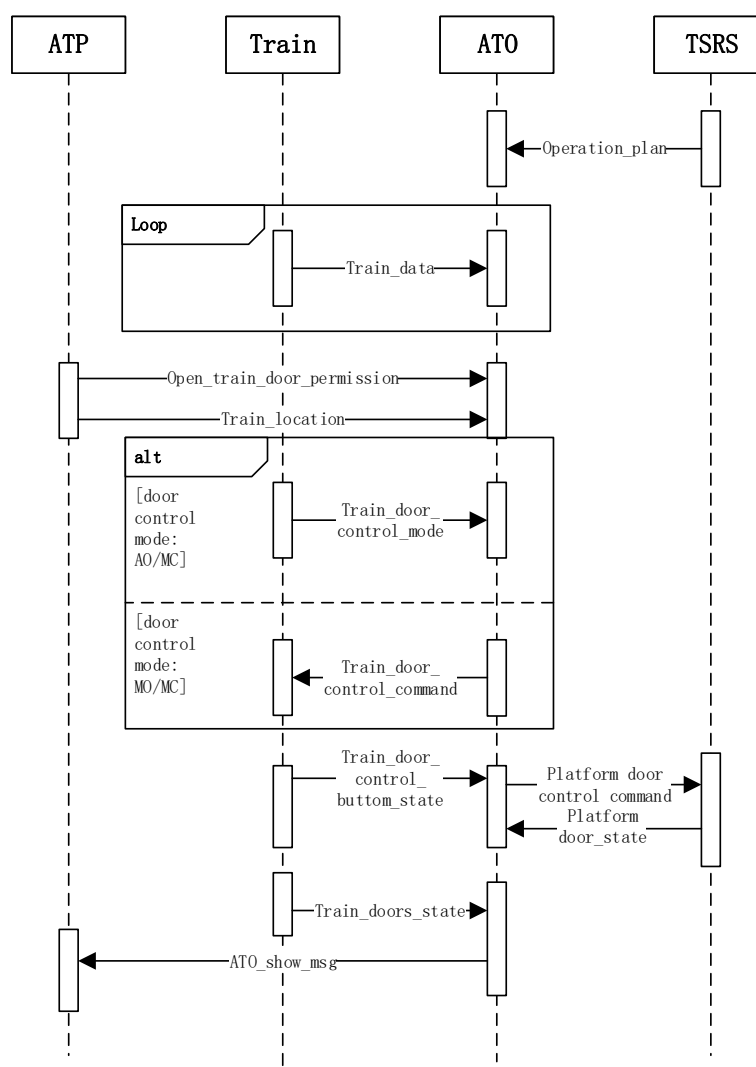 ATP
Train
ATO
TSRS
Operation_plan
Loop
Train_data
Open_train_door_permission
Train_location
alt
[door
control
mode:
AO/MC]
Train_door_
control_mode
[door
control
mode:
MO/MC]
Train_door_
control_command
Train_door_
control_
buttom_state
Platform door
control command
Platform
door_state
Train_doors_state
ATO_show_msg